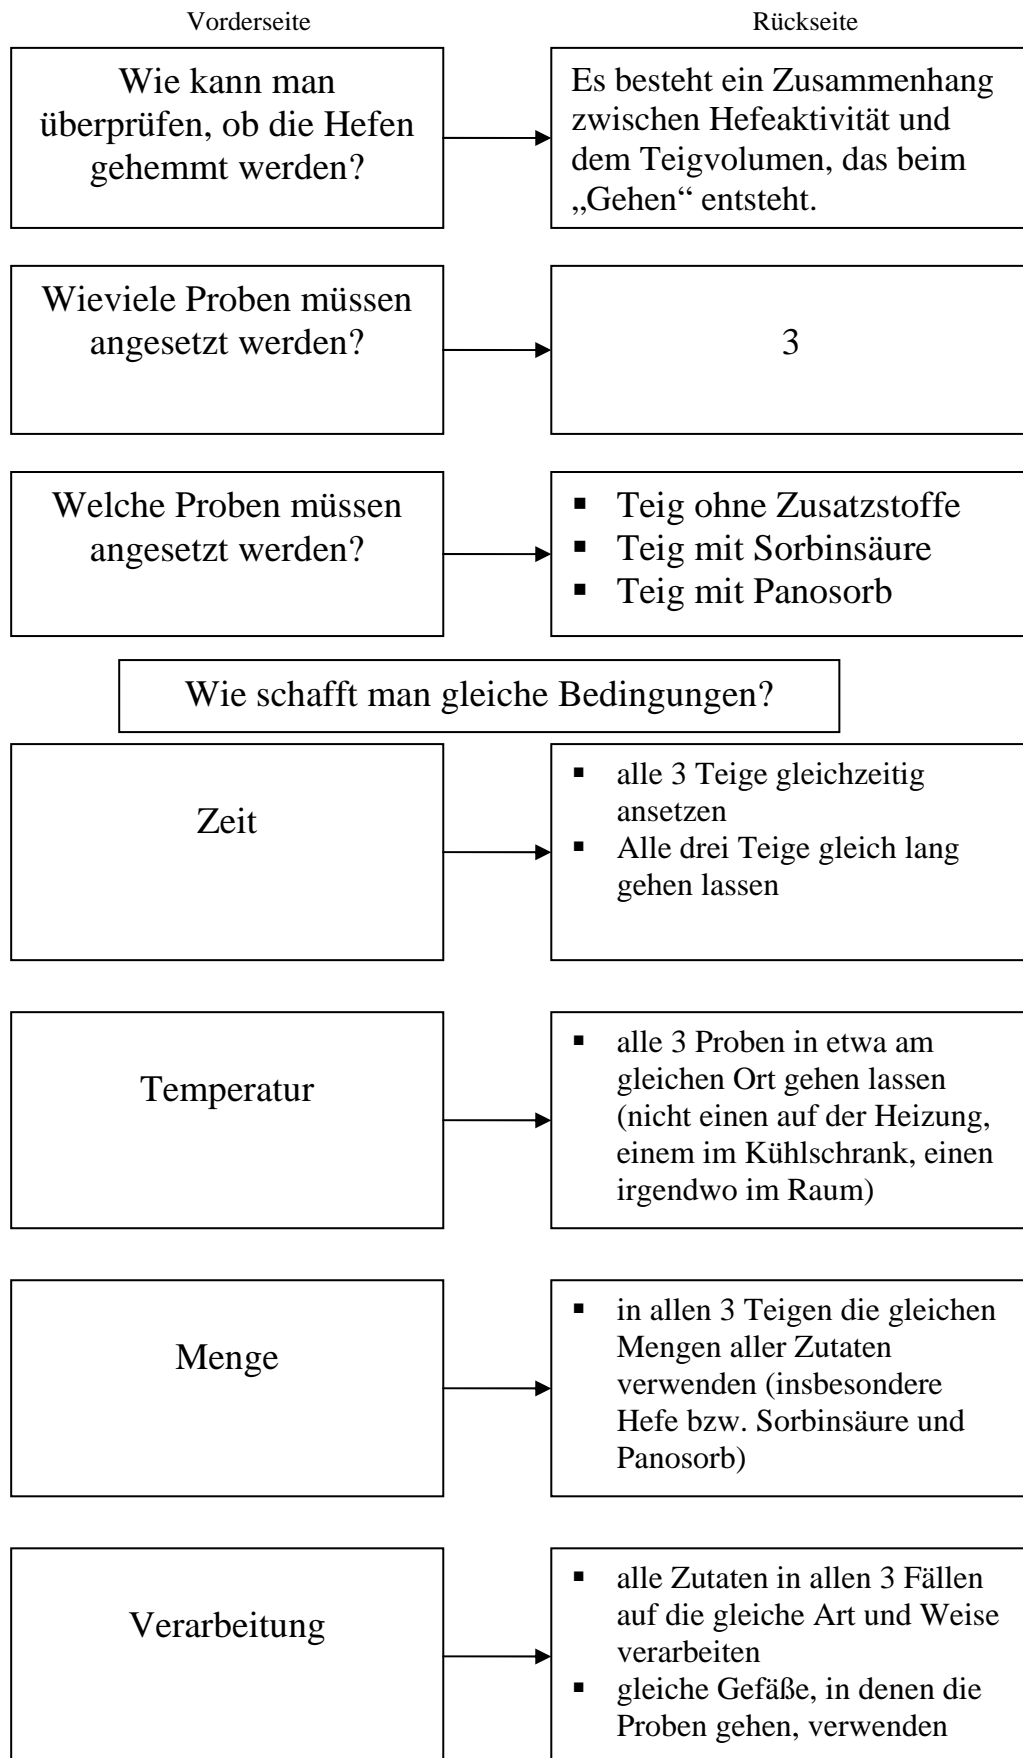 Vorderseite
Rückseite
Wie kann man
überprüfen, ob die Hefen
gehemmt werden?
Es besteht ein Zusammenhang
zwischen Hefeaktivität und
dem Teigvolumen, das beim
„Gehen“ entsteht.
Wieviele Proben müssen
angesetzt werden?
3
Welche Proben müssen
angesetzt werden?
▪ Teig ohne Zusatzstoffe
▪ Teig mit Sorbinsäure
▪ Teig mit Panosorb
Wie schafft man gleiche Bedingungen?
Zeit
▪ alle 3 Teige gleichzeitig
ansetzen
▪ Alle drei Teige gleich lang
gehen lassen
Temperatur
▪ alle 3 Proben in etwa am
gleichen Ort gehen lassen
(nicht einen auf der Heizung,
einem im Kühlschrank, einen
irgendwo im Raum)
Menge
▪ in allen 3 Teigen die gleichen
Mengen aller Zutaten
verwenden (insbesondere
Hefe bzw. Sorbinsäure und
Panosorb)
Verarbeitung
▪ alle Zutaten in allen 3 Fällen
auf die gleiche Art und Weise
verarbeiten
▪ gleiche Gefäße, in denen die
Proben gehen, verwenden